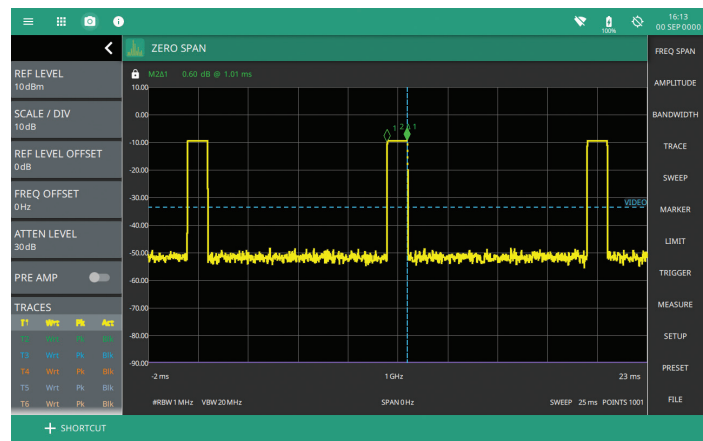 16:13
100%
00 SEP 0000
ZERO SPAN
FREQ SPAN
M2Δ1 0.60 dB @ 1.01 ms
REF LEVEL
10 dBm
AMPLITUDE
10.00
SCALE / DIV
10 dB
0.00
BANDWIDTH
1 2 1
-10.00
REF LEVEL OFFSET
0 dB
TRACE
-20.00
SWEEP
FREQ OFFSET
0 Hz
-30.00
VIDEO
MARKER
-40.00
ATTEN LEVEL
30 dB
LIMIT
-50.00
PRE AMP
TRIGGER
-60.00
TRACES
MEASURE
-70.00
T1 Wrt Pk Act
T2 Wrt Pk Blk
SETUP
-80.00
T3 Wrt Pk Blk
-90.00
T4 Wrt Pk Blk
PRESET
-2 ms 1 GHz 23 ms
T5 Wrt Pk Blk
T6 Wrt Pk Blk
#RBW 1 MHz VBW 20 MHz SPAN 0 Hz SWEEP 25 ms POINTS 1001
FILE
+ SHORTCUT